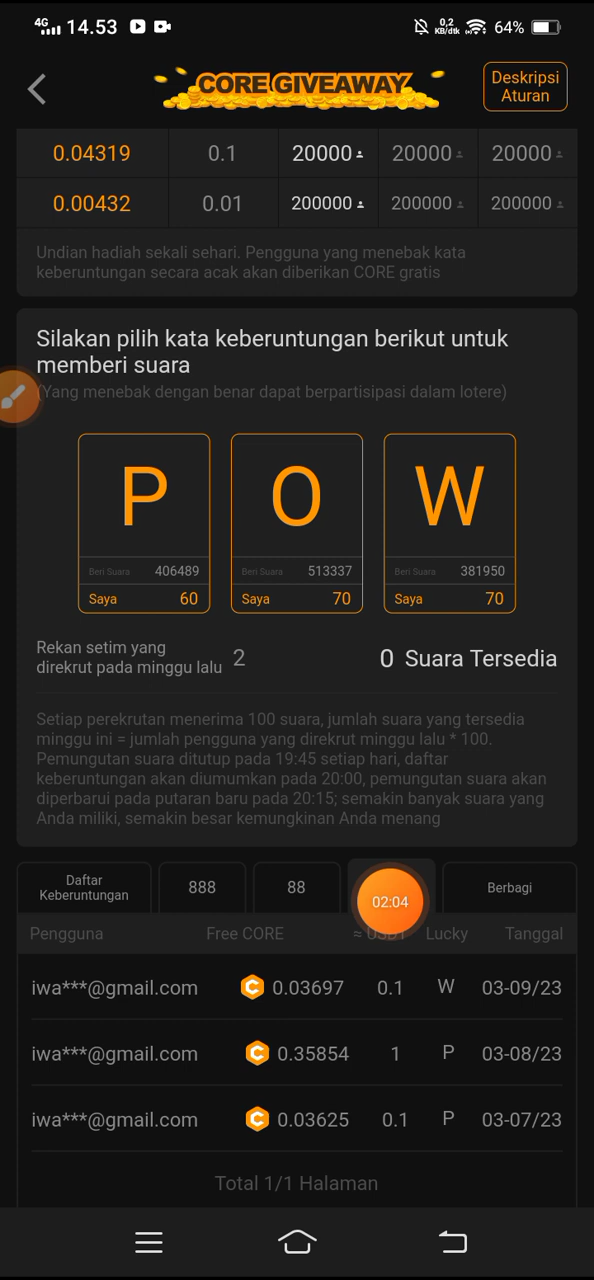 4G 14.53 0,2 KB/dtk 64%
CORE GIVEAWAY
Deskripsi
Aturan
0.04319 0.1 20000 20000 20000
0.00432 0.01 200000 200000 200000
Undian hadiah sekali sehari. Pengguna yang menebak kata
keberuntungan secara acak akan diberikan CORE gratis
Silakan pilih kata keberuntungan berikut untuk
memberi suara
(Yang menebak dengan benar dapat berpartisipasi dalam lotere)
P O W
Beri Suara 406489 Beri Suara 513337 Beri Suara 381950
Saya 60 Saya 70 Saya 70
Rekan setim yang
direkrut pada minggu lalu 2 0 Suara Tersedia
Setiap perekrutan menerima 100 suara, jumlah suara yang tersedia
minggu ini = jumlah pengguna yang direkrut minggu lalu * 100.
Pemungutan suara ditutup pada 19:45 setiap hari, daftar
keberuntungan akan diumumkan pada 20:00, pemungutan suara akan
diperbarui pada putaran baru pada 20:15; semakin banyak suara yang
Anda miliki, semakin besar kemungkinan Anda menang
Daftar
Keberuntungan 888 88 02:04 Berbagi
Pengguna Free CORE ≈ USDT Lucky Tanggal
iwa***@gmail.com C 0.03697 0.1 W 03-09/23
iwa***@gmail.com C 0.35854 1 P 03-08/23
iwa***@gmail.com C 0.03625 0.1 P 03-07/23
Total 1/1 Halaman